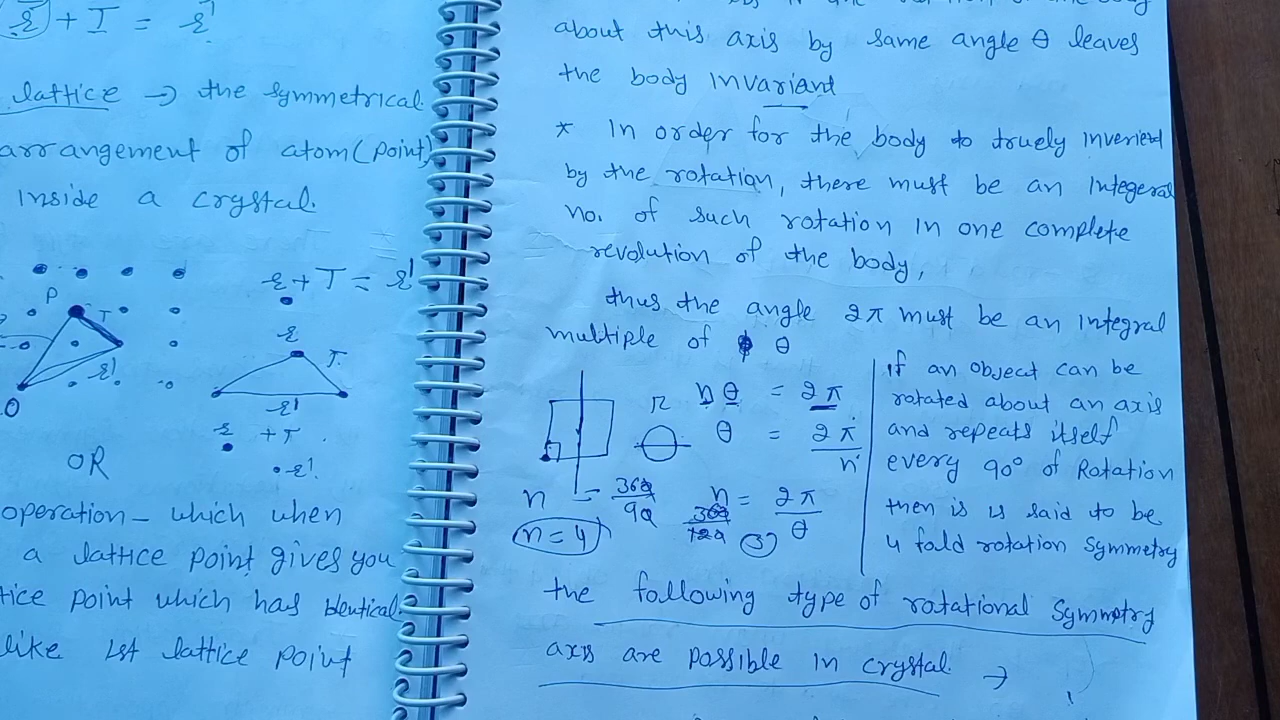 r + T = r'
lattice → the symmetrical
arrangement of atom (point)
inside a crystal.
r + T = r'
P
T
r'
O
r
T
r'
r
+ T
r'
OR
operation - which when
a lattice point gives you
tice point which has identical
like 1st lattice point
about this axis by same angle θ leaves
the body invariant
* In order for the body to truely inverient
by the rotation, there must be an integeral
no. of such rotation in one complete
revolution of the body,
thus the angle 2π must be an integral
multiple of θ
nθ = 2π
θ = 2π/n
n = 360/90
n = 2π/θ
n = 4
360/120
3
if an object can be
rotated about an axis
and repeats itself
every 90° of Rotation
then is is said to be
4 fold rotation symmetry
the following type of rotational symmetry
axis are possible in crystal →